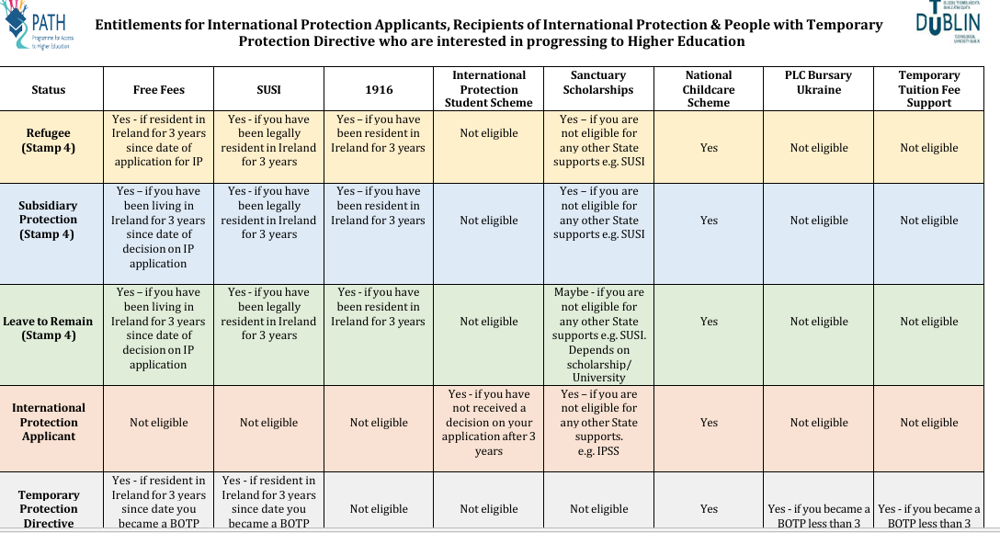 PATH
Programme for Access
to Higher Education
Entitlements for International Protection Applicants, Recipients of International Protection & People with Temporary
Protection Directive who are interested in progressing to Higher Education
DUBLIN
TECHNOLOGICAL
UNIVERSITY DUBLIN
Status
Free Fees
SUSI
1916
International
Protection
Student Scheme
Sanctuary
Scholarships
National
Childcare
Scheme
PLC Bursary
Ukraine
Temporary
Tuition Fee
Support
Refugee
(Stamp 4)
Yes - if resident in
Ireland for 3 years
since date of
application for IP
Yes - if you have
been legally
resident in Ireland
for 3 years
Yes – if you have
been resident in
Ireland for 3 years
Not eligible
Yes – if you are
not eligible for
any other State
supports e.g. SUSI
Yes
Not eligible
Not eligible
Subsidiary
Protection
(Stamp 4)
Yes – if you have
been living in
Ireland for 3 years
since date of
decision on IP
application
Yes - if you have
been legally
resident in Ireland
for 3 years
Yes – if you have
been resident in
Ireland for 3 years
Not eligible
Yes – if you are
not eligible for
any other State
supports e.g. SUSI
Yes
Not eligible
Not eligible
Leave to Remain
(Stamp 4)
Yes – if you have
been living in
Ireland for 3 years
since date of
decision on IP
application
Yes - if you have
been legally
resident in Ireland
for 3 years
Yes - if you have
been resident in
Ireland for 3 years
Not eligible
Maybe - if you are
not eligible for
any other State
supports e.g. SUSI.
Depends on
scholarship/
University
Yes
Not eligible
Not eligible
International
Protection
Applicant
Not eligible
Not eligible
Not eligible
Yes - if you have
not received a
decision on your
application after 3
years
Yes – if you are
not eligible for
any other State
supports.
e.g. IPSS
Yes
Not eligible
Not eligible
Temporary
Protection
Directive
Yes - if resident in
Ireland for 3 years
since date you
became a BOTP
Yes - if resident in
Ireland for 3 years
since date you
became a BOTP
Not eligible
Not eligible
Not eligible
Yes
Yes - if you became a
BOTP less than 3
Yes - if you became a
BOTP less than 3